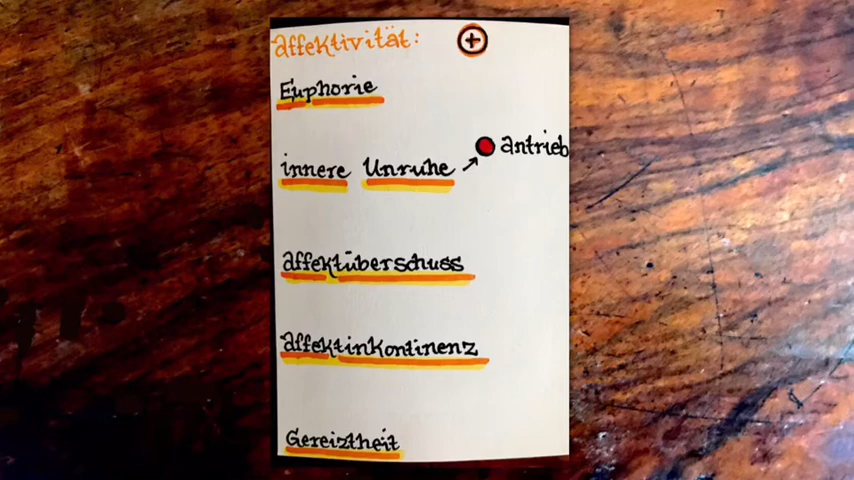 affektivität: +
Euphorie
innere Unruhe → antrieb
affektüberschuss
affektinkontinenz
Gereiztheit